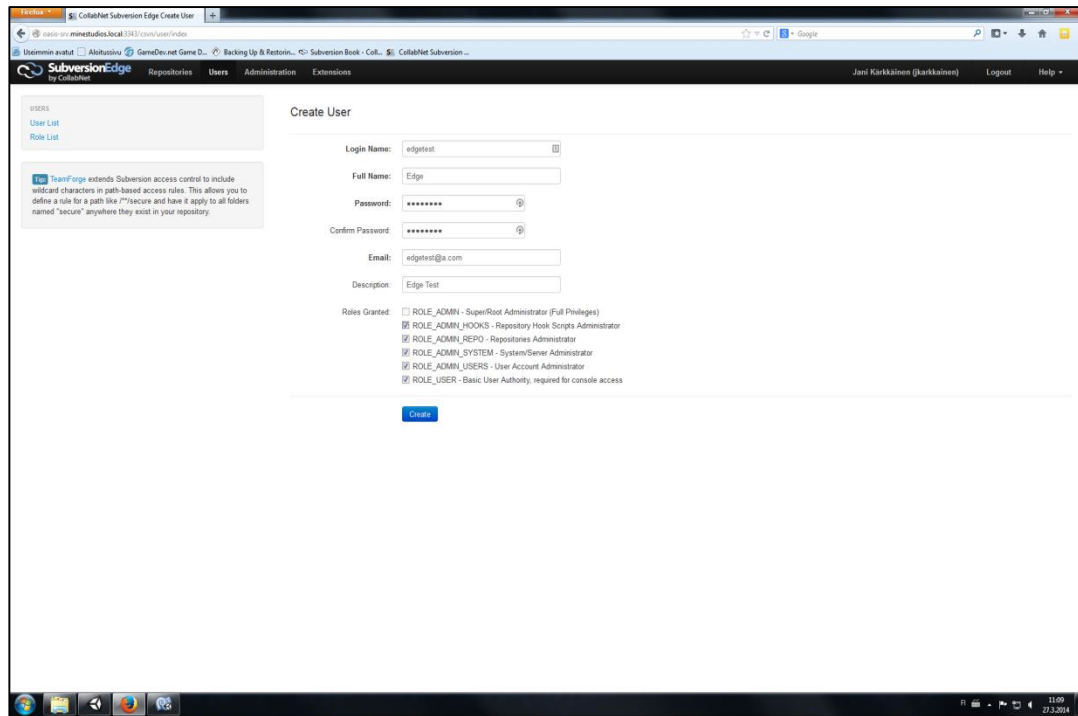 Firefox
CollabNet Subversion Edge Create User
oasis-srv.minestudios.local:3343/csvn/user/index
Google
Useimmin avatut
Aloitussivu
GameDev.net Game D...
Backing Up & Restorin...
Subversion Book - Coll...
CollabNet Subversion ...
SubversionEdge
by CollabNet
Repositories
Users
Administration
Extensions
Jani Kärkkäinen (jkarkkainen)
Logout
Help
USERS
User List
Role List
Tip: TeamForge extends Subversion access control to include
wildcard characters in path-based access rules. This allows you to
define a rule for a path like /**/secure and have it apply to all folders
named "secure" anywhere they exist in your repository.
Create User
Login Name: edgetest
Full Name: Edge
Password: ••••••••
Confirm Password: ••••••••
Email: edgetest@a.com
Description: Edge Test
Roles Granted: ROLE_ADMIN - Super/Root Administrator (Full Privileges)
ROLE_ADMIN_HOOKS - Repository Hook Scripts Administrator
ROLE_ADMIN_REPO - Repositories Administrator
ROLE_ADMIN_SYSTEM - System/Server Administrator
ROLE_ADMIN_USERS - User Account Administrator
ROLE_USER - Basic User Authority, required for console access
Create
FI
11:09
27.3.2014